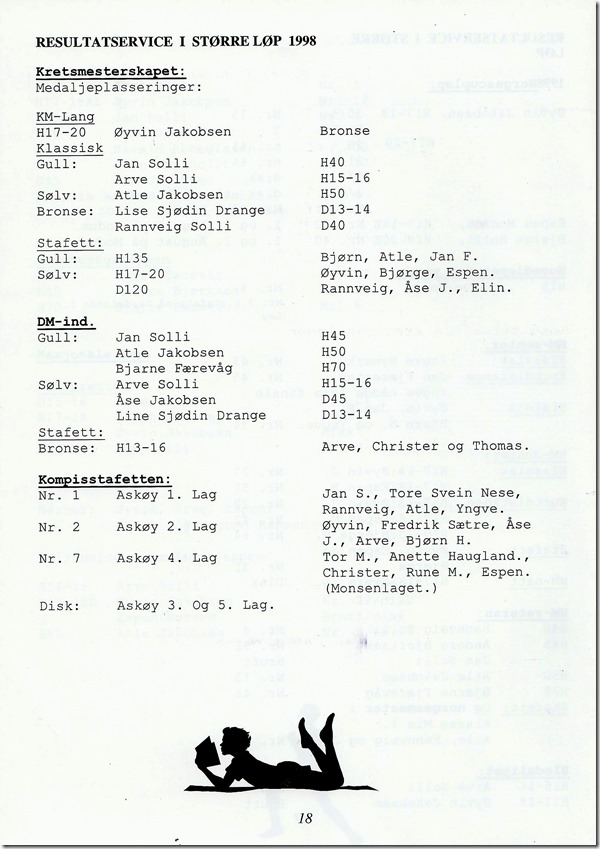 RESULTATSERVICE I STØRRE LØP 1998
Kretsmesterskapet:
Medaljeplasseringer:
KM-Lang
H17-20 Øyvin Jakobsen Bronse
Klassisk
Gull: Jan Solli H40
Arve Solli H15-16
Sølv: Atle Jakobsen H50
Bronse: Lise Sjødin Drange D13-14
Rannveig Solli D40
Stafett:
Gull: H135 Bjørn, Atle, Jan F.
Sølv: H17-20 Øyvin, Bjørge, Espen.
D120 Rannveig, Åse J., Elin.
DM-ind.
Gull: Jan Solli H45
Atle Jakobsen H50
Bjarne Færevåg H70
Sølv: Arve Solli H15-16
Åse Jakobsen D45
Line Sjødin Drange D13-14
Stafett:
Bronse: H13-16 Arve, Christer og Thomas.
Kompisstafetten:
Nr. 1 Askøy 1. Lag Jan S., Tore Svein Nese,
Rannveig, Atle, Yngve.
Nr. 2 Askøy 2. Lag Øyvin, Fredrik Sætre, Åse
J., Arve, Bjørn H.
Nr. 7 Askøy 4. Lag Tor M., Anette Haugland.,
Christer, Rune M., Espen.
(Monsenlaget.)
Disk: Askøy 3. Og 5. Lag.
18